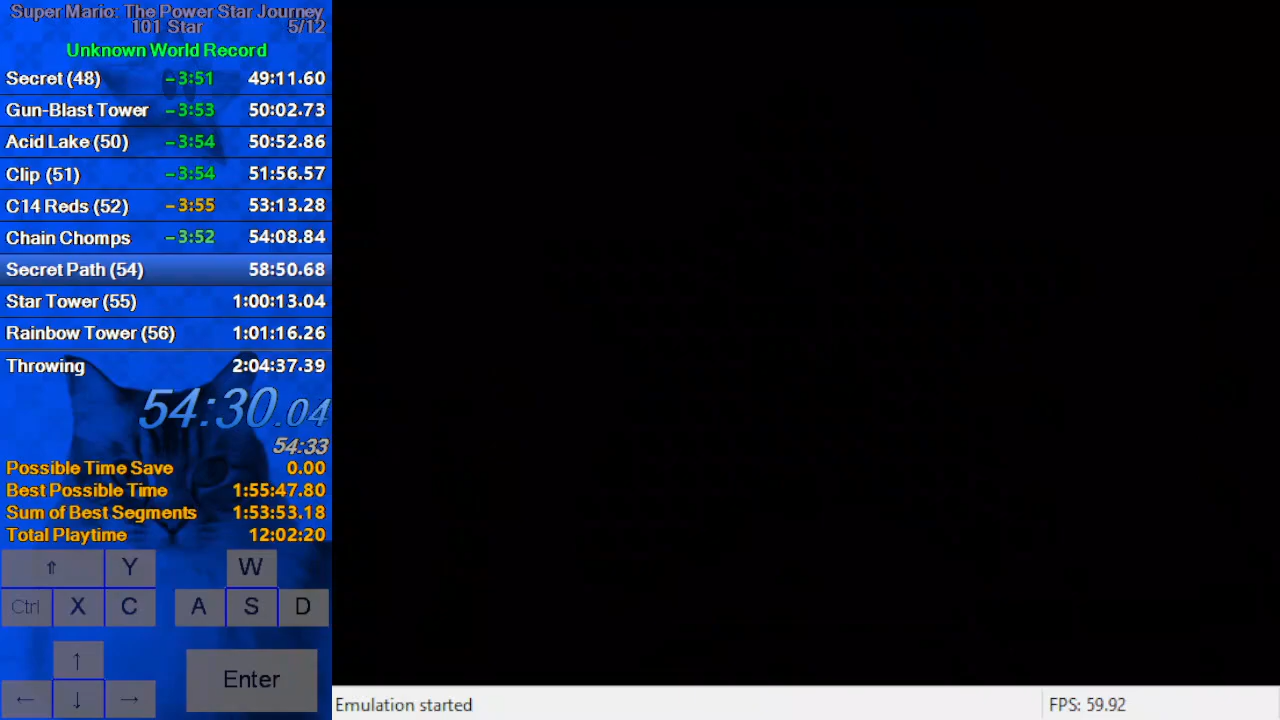 Super Mario: The Power Star Journey
101 Star 5/12
Unknown World Record
Secret (48) -3:51 49:11.60
Gun-Blast Tower -3:53 50:02.73
Acid Lake (50) -3:54 50:52.86
Clip (51) -3:54 51:56.57
C14 Reds (52) -3:55 53:13.28
Chain Chomps -3:52 54:08.84
Secret Path (54) 58:50.68
Star Tower (55) 1:00:13.04
Rainbow Tower (56) 1:01:16.26
Throwing 2:04:37.39
54:30.04
54:33
Possible Time Save 0.00
Best Possible Time 1:55:47.80
Sum of Best Segments 1:53:53.18
Total Playtime 12:02:20
⇑ Y W
Ctrl X C A S D
↑
← ↓ → Enter
Emulation started FPS: 59.92